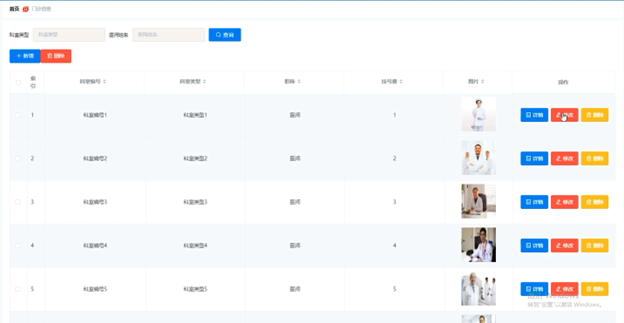 首页 门诊信息
科室类型 科室类型 医师姓名 医师姓名 查询
+ 新增 删除
索引 科室编号 科室类型 职称 挂号费 图片 操作
1 科室编号1 科室类型1 医师 1 详情 修改 删除
2 科室编号2 科室类型2 医师 2 详情 修改 删除
3 科室编号3 科室类型3 医师 3 详情 修改 删除
4 科室编号4 科室类型4 医师 4 详情 修改 删除
5 科室编号5 科室类型5 医师 5 详情 修改 删除
激活 Windows
转到"设置"以激活 Windows。